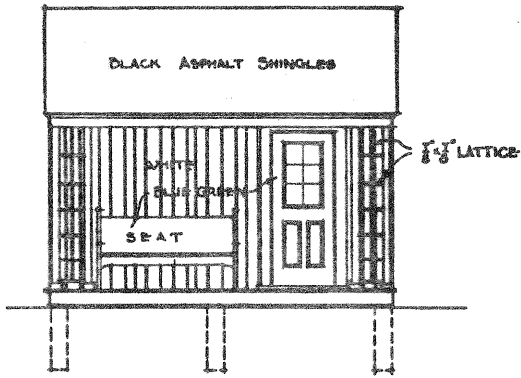 BLACK ASPHALT SHINGLES
LATTICE
WHITE
BLUE GREEN
SEAT